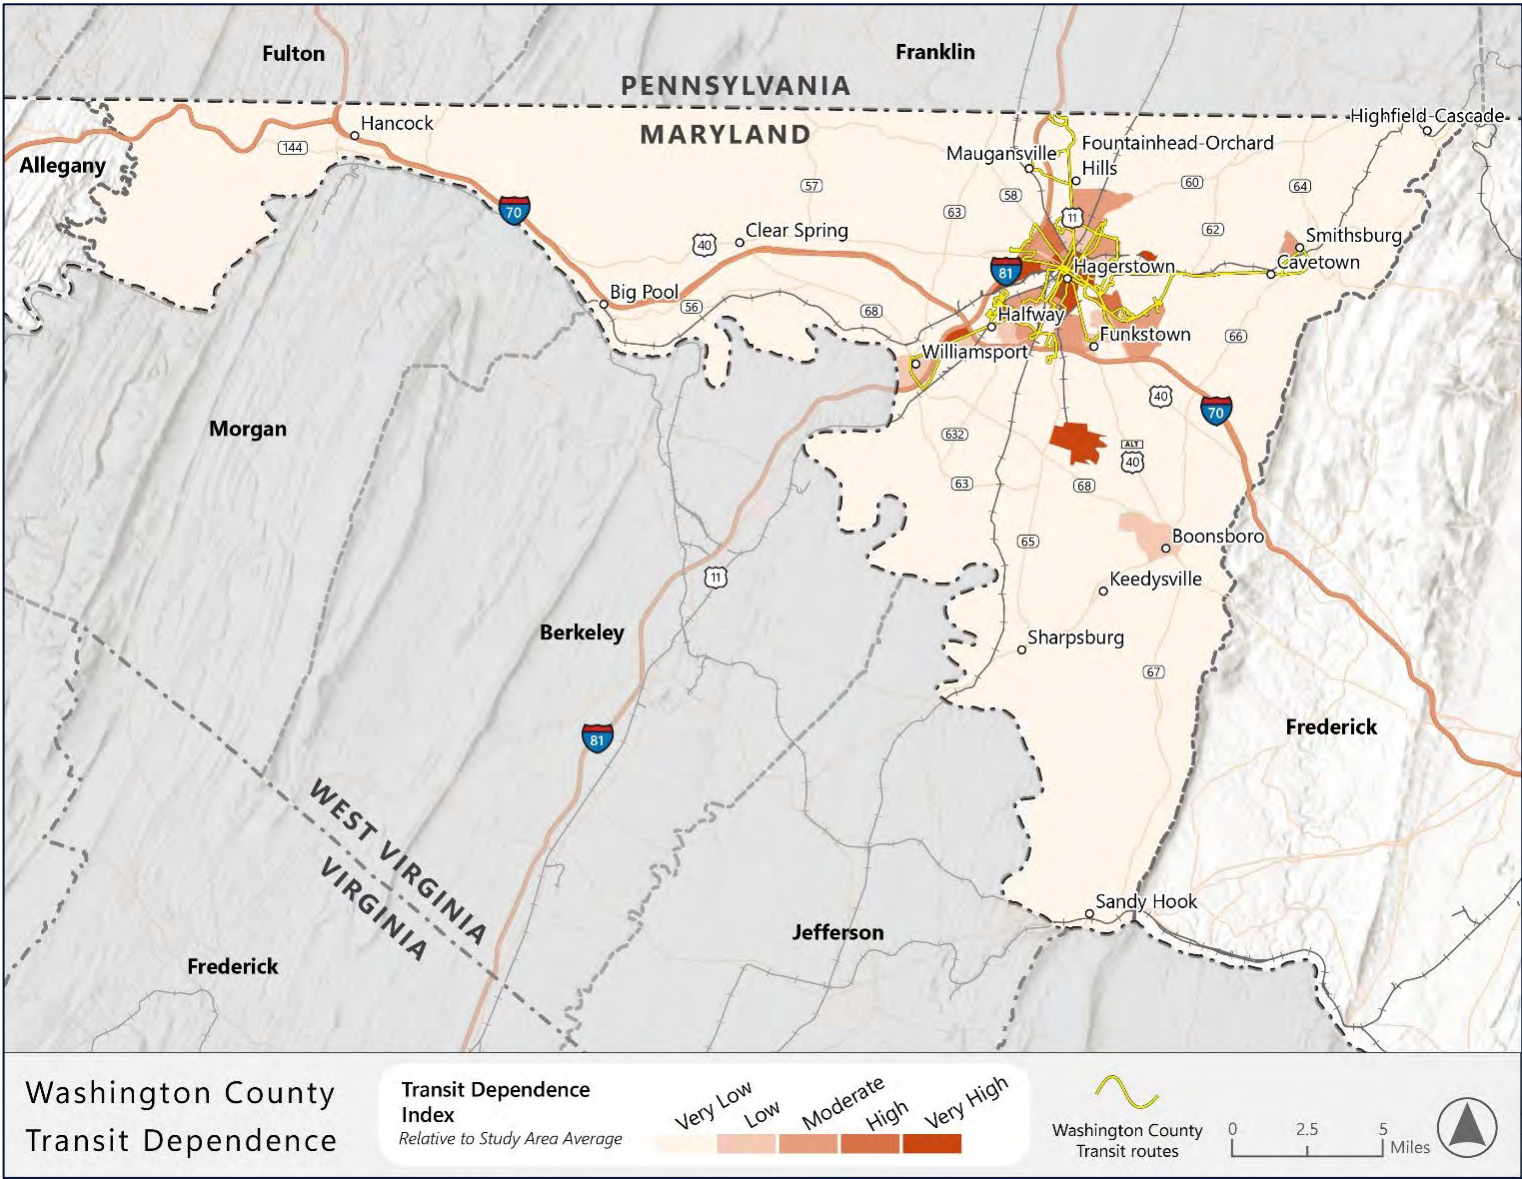 Fulton
Franklin
PENNSYLVANIA
MARYLAND
Hancock
144
Allegany
Highfield-Cascade
Maugansville
Fountainhead-Orchard
Hills
57
58
60
64
63
11
62
70
40
Clear Spring
Smithsburg
81
Hagerstown
Cavetown
Big Pool
56
68
Halfway
Funkstown
66
Williamsport
40
70
Morgan
632
ALT
40
63
68
65
Boonsboro
11
Keedysville
Berkeley
Sharpsburg
67
81
Frederick
WEST VIRGINIA
VIRGINIA
Sandy Hook
Jefferson
Frederick
Washington County
Transit Dependence
Transit Dependence
Index
Relative to Study Area Average
Very Low
Low
Moderate
High
Very High
Washington County
Transit routes
0 2.5 5
Miles